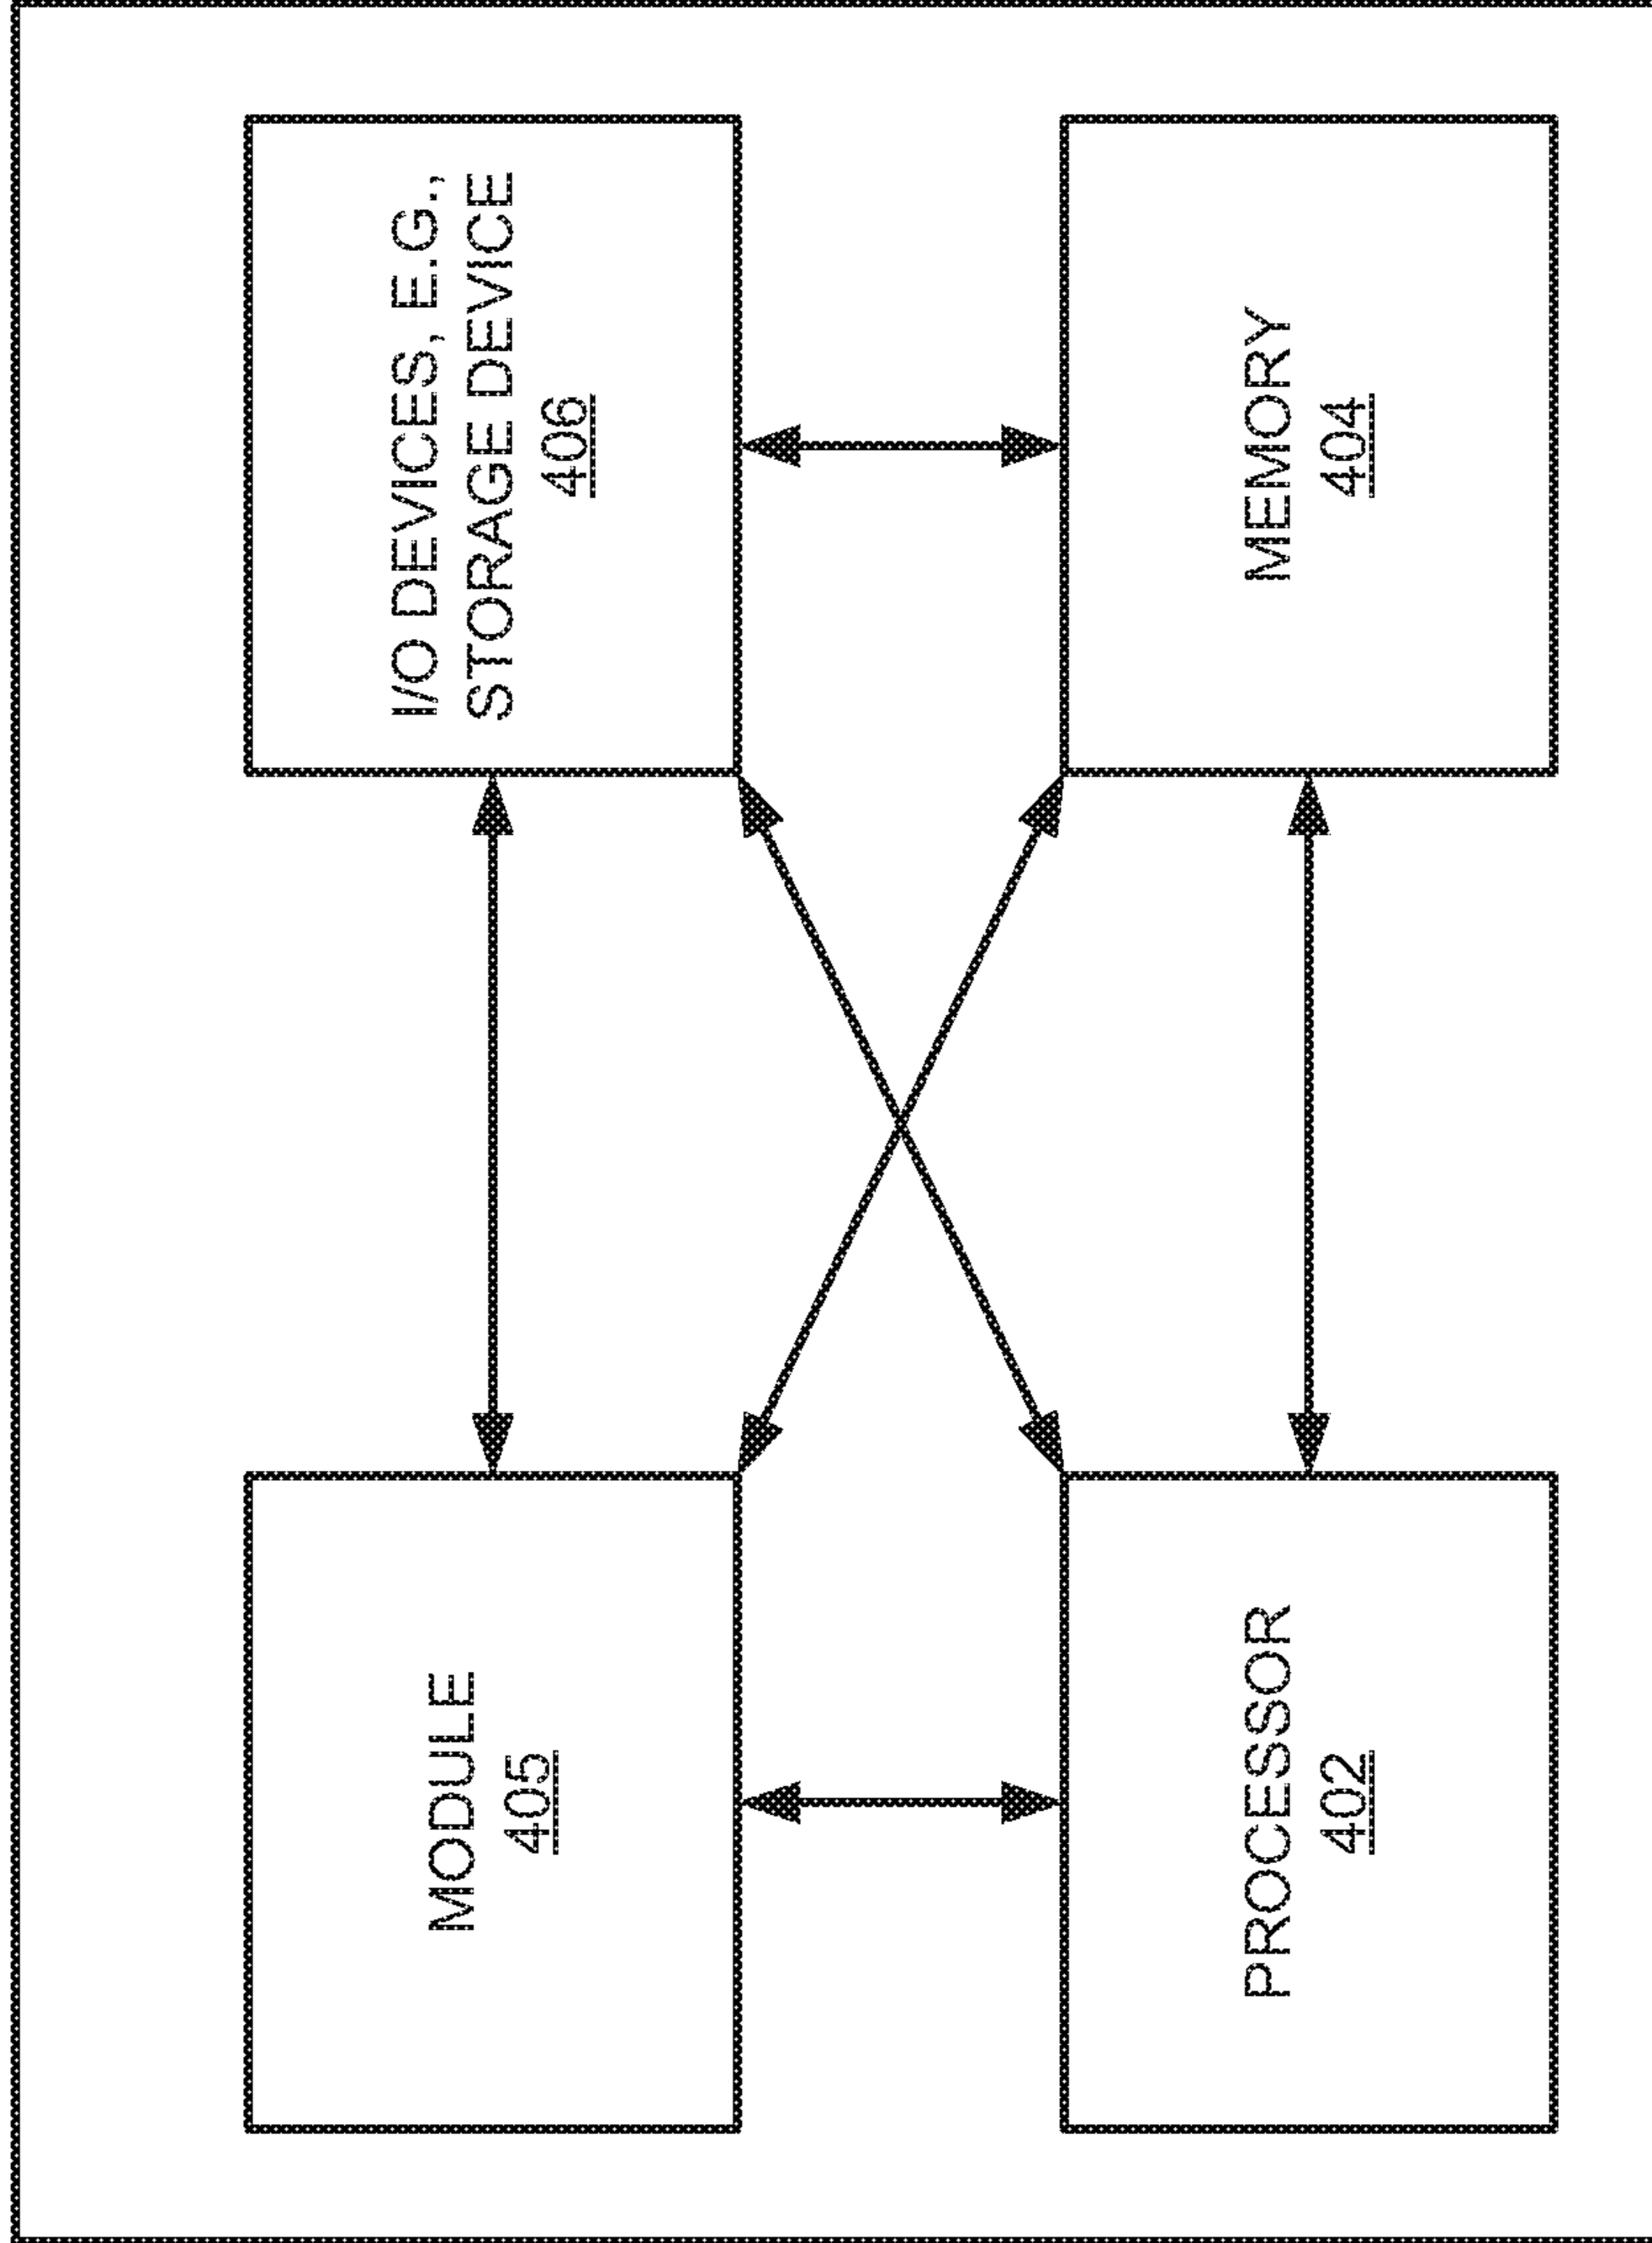 MODULE
405
I/O DEVICES, E.G.,
STORAGE DEVICE
406
PROCESSOR
402
MEMORY
404